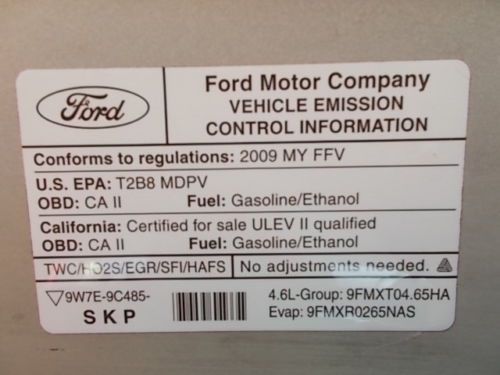 Ford
Ford Motor Company
VEHICLE EMISSION
CONTROL INFORMATION
Conforms to regulations: 2009 MY FFV
U.S. EPA: T2B8 MDPV
OBD: CA II Fuel: Gasoline/Ethanol
California: Certified for sale ULEV II qualified
OBD: CA II Fuel: Gasoline/Ethanol
TWC/HO2S/EGR/SFI/HAFS No adjustments needed.
9W7E-9C485- 4.6L-Group: 9FMXT04.65HA
SKP Evap: 9FMXR0265NAS